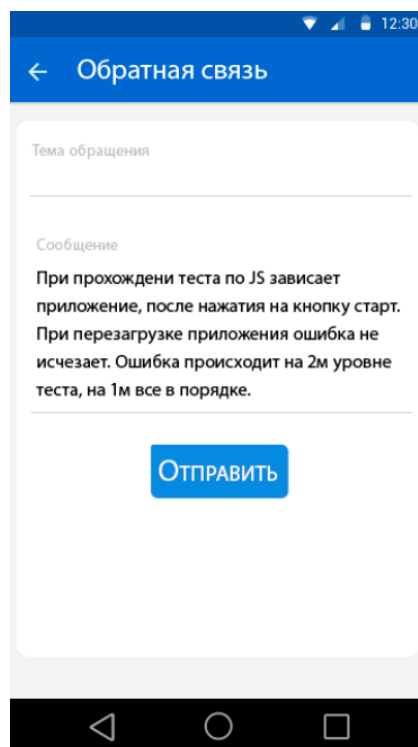 12:30
Обратная связь
Тема обращения
Сообщение
При прохождени теста по JS зависает
приложение, после нажатия на кнопку старт.
При перезагрузке приложения ошибка не
исчезает. Ошибка происходит на 2м уровне
теста, на 1м все в порядке.
Отправить